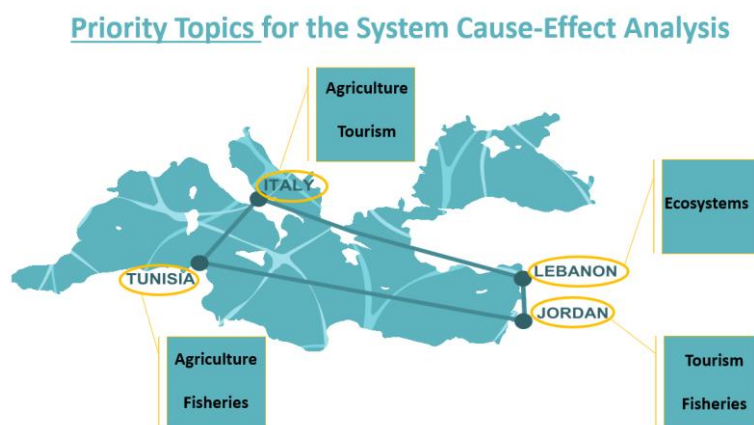 Priority Topics for the System Cause-Effect Analysis
Agriculture
Tourism
ITALY
Ecosystems
LEBANON
TUNISIA
JORDAN
Agriculture
Fisheries
Tourism
Fisheries